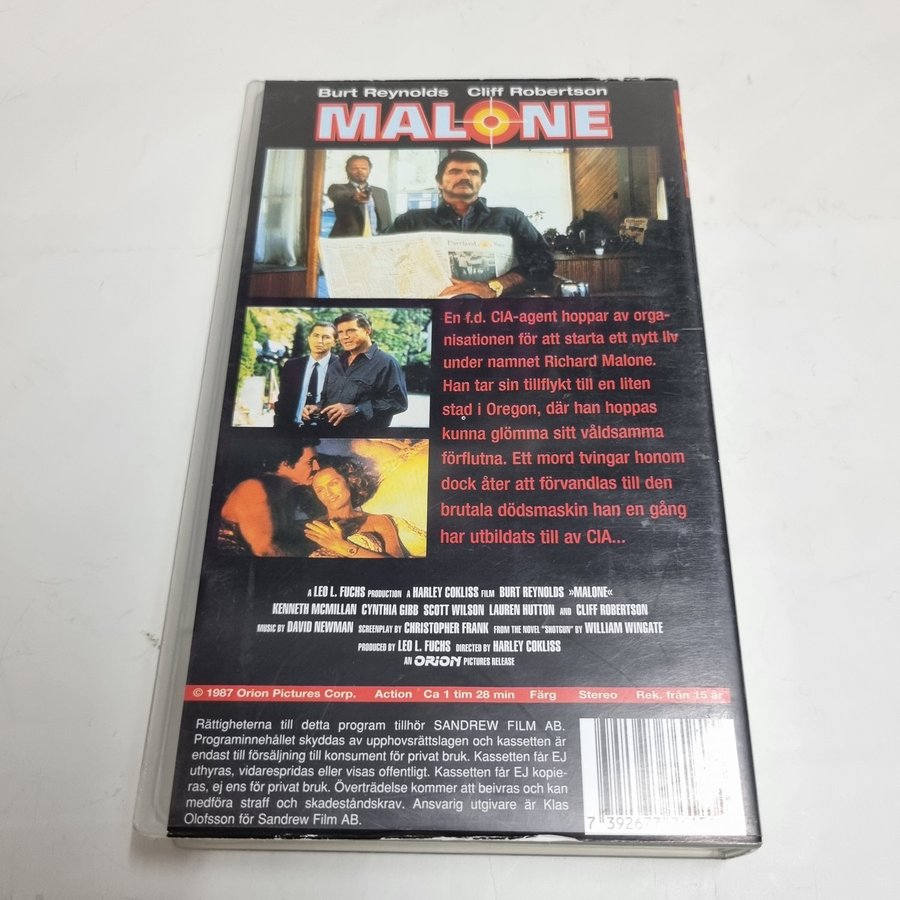 Burt Reynolds Cliff Robertson
MALONE
En f.d. CIA-agent hoppar av orga-
nisationen för att starta ett nytt liv
under namnet Richard Malone.
Han tar sin tillflykt till en liten
stad i Oregon, där han hoppas
kunna glömma sitt våldsamma
förflutna. Ett mord tvingar honom
dock åter att förvandlas till den
brutala dödsmaskin han en gång
har utbildats till av CIA...
A LEO L. FUCHS PRODUCTION A HARLEY COKLISS FILM BURT REYNOLDS »MALONE«
KENNETH MCMILLAN CYNTHIA GIBB SCOTT WILSON LAUREN HUTTON AND CLIFF ROBERTSON
MUSIC BY DAVID NEWMAN SCREENPLAY BY CHRISTOPHER FRANK FROM THE NOVEL "SHOTGUN" BY WILLIAM WINGATE
PRODUCED BY LEO L. FUCHS DIRECTED BY HARLEY COKLISS
AN ORION PICTURES RELEASE
© 1987 Orion Pictures Corp. Action Ca 1 tim 28 min Färg Stereo Rek. från 15 år
Rättigheterna till detta program tillhör SANDREW FILM AB.
Programinnehållet skyddas av upphovsrättslagen och kassetten är
endast till försäljning till konsument för privat bruk. Kassetten får EJ
uthyras, vidarespridas eller visas offentligt. Kassetten får EJ kopie-
ras, ej ens för privat bruk. Överträdelse kommer att beivras och kan
medföra straff och skadeståndskrav. Ansvarig utgivare är Klas
Olofsson för Sandrew Film AB.